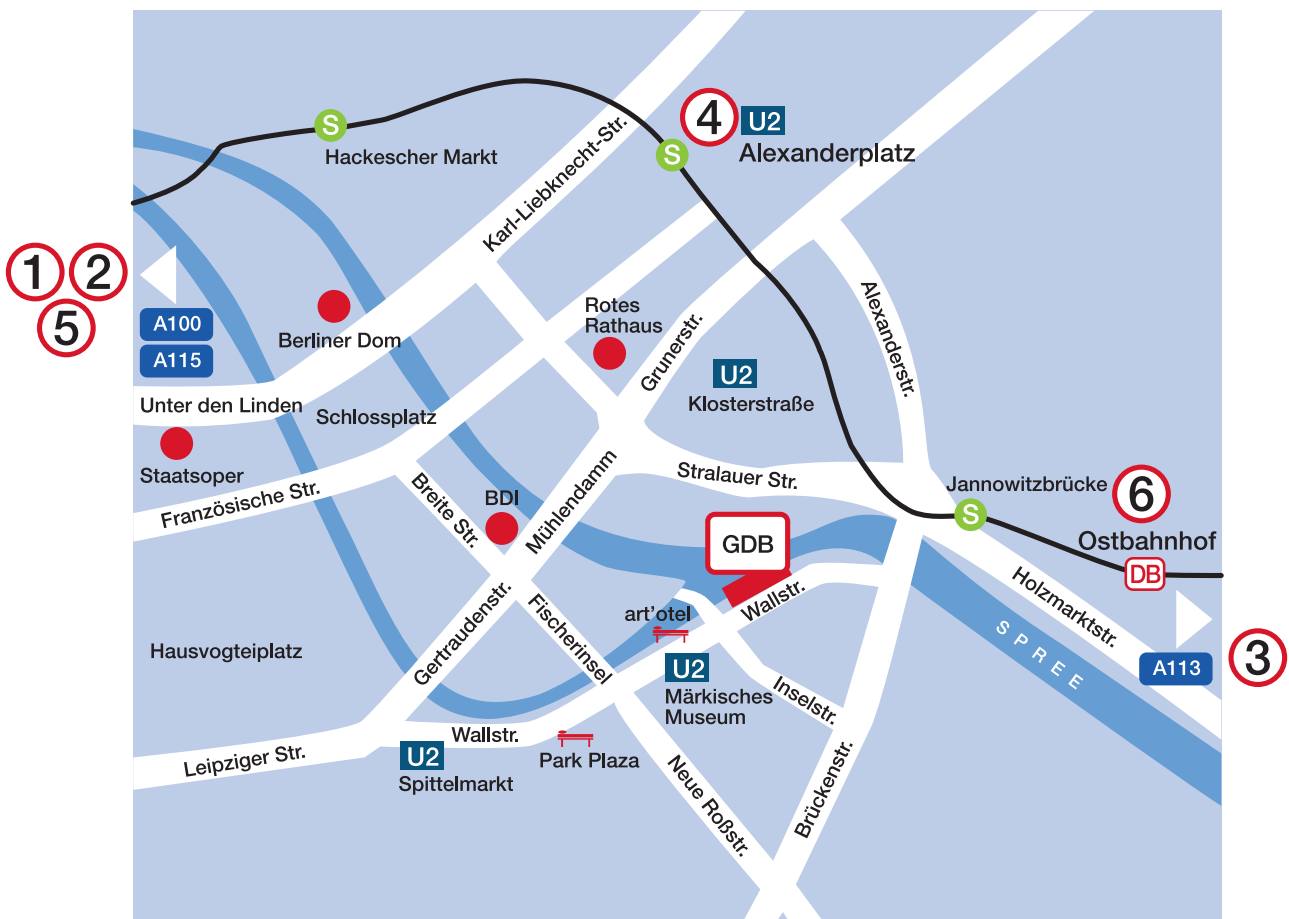 S
Hackescher Markt
Karl-Liebknecht-Str.
4
U2
S
Alexanderplatz
1
2
5
A100
A115
Berliner Dom
Rotes
Rathaus
Grunerstr.
Alexanderstr.
U2
Klosterstraße
Unter den Linden
Schlossplatz
Staatsoper
Französische Str.
Breite Str.
BDI
Mühlendamm
Stralauer Str.
Jannowitzbrücke
6
S
Ostbahnhof
DB
GDB
Wallstr.
Holzmarktstr.
SPREE
A113
3
art'otel
Hausvogteiplatz
Gertraudenstr.
Fischerinsel
U2
Märkisches
Museum
Inselstr.
Leipziger Str.
Wallstr.
U2
Spittelmarkt
Park Plaza
Neue Roßstr.
Brückenstr.